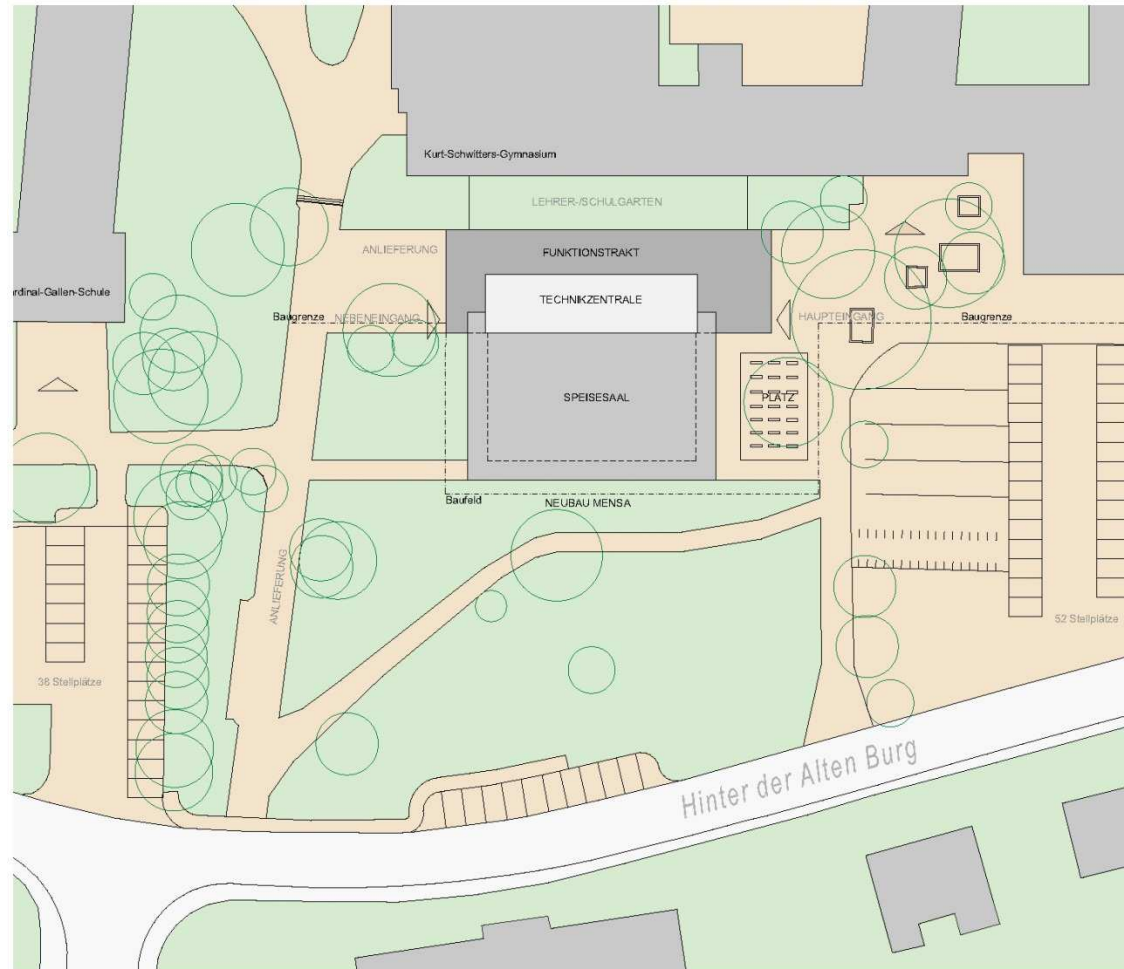 Kurt-Schwitters-Gymnasium
LEHRER-/SCHULGARTEN
ANLIEFERUNG
FUNKTIONSTRAKT
ardinal-Gallen-Schule
TECHNIKZENTRALE
Baugrenze
NEBENEINGANG
HAUPTEINGANG
Baugrenze
SPEISESAAL
PLATZ
Baufeld
NEUBAU MENSA
ANLIEFERUNG
52 Stellplätze
38 Stellplätze
Hinter der Alten Burg